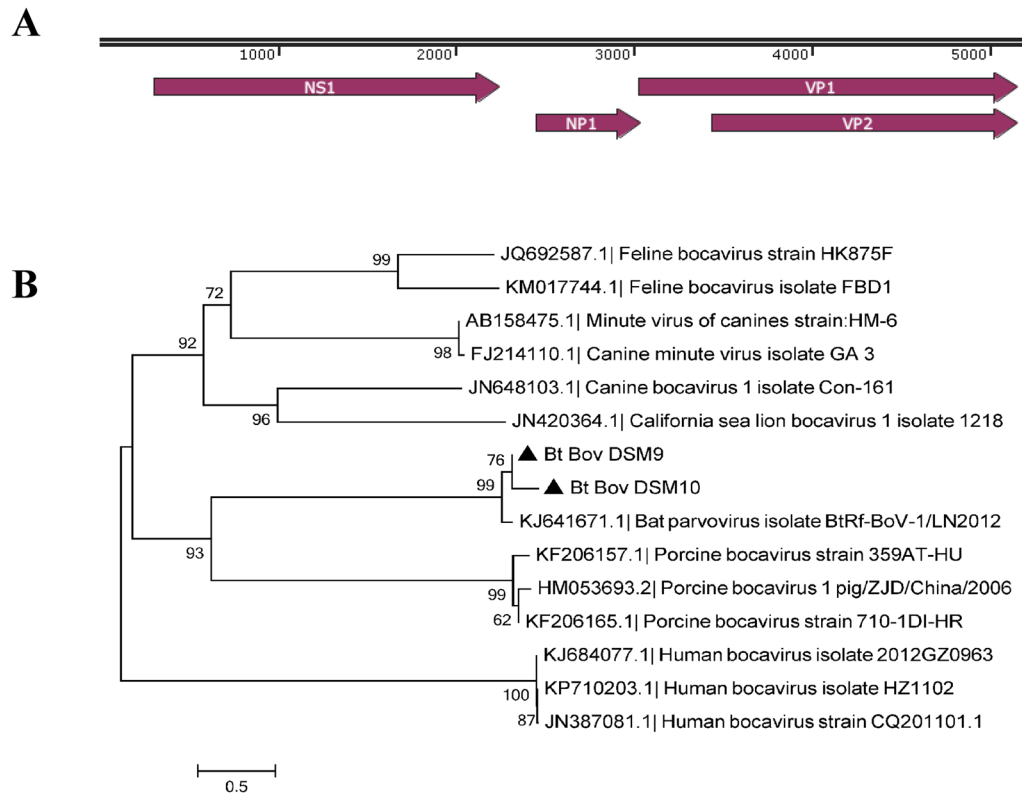 A
1000 2000 3000 4000 5000
NS1 VP1
NP1 VP2
B
JQ692587.1| Feline bocavirus strain HK875F
99
KM017744.1| Feline bocavirus isolate FBD1
72
AB158475.1| Minute virus of canines strain:HM-6
92
98 FJ214110.1| Canine minute virus isolate GA 3
JN648103.1| Canine bocavirus 1 isolate Con-161
96
JN420364.1| California sea lion bocavirus 1 isolate 1218
76 Bt Bov DSM9
99 Bt Bov DSM10
KJ641671.1| Bat parvovirus isolate BtRf-BoV-1/LN2012
93
KF206157.1| Porcine bocavirus strain 359AT-HU
99 HM053693.2| Porcine bocavirus 1 pig/ZJD/China/2006
62 KF206165.1| Porcine bocavirus strain 710-1DI-HR
KJ684077.1| Human bocavirus isolate 2012GZ0963
100 KP710203.1| Human bocavirus isolate HZ1102
87 JN387081.1| Human bocavirus strain CQ201101.1
0.5